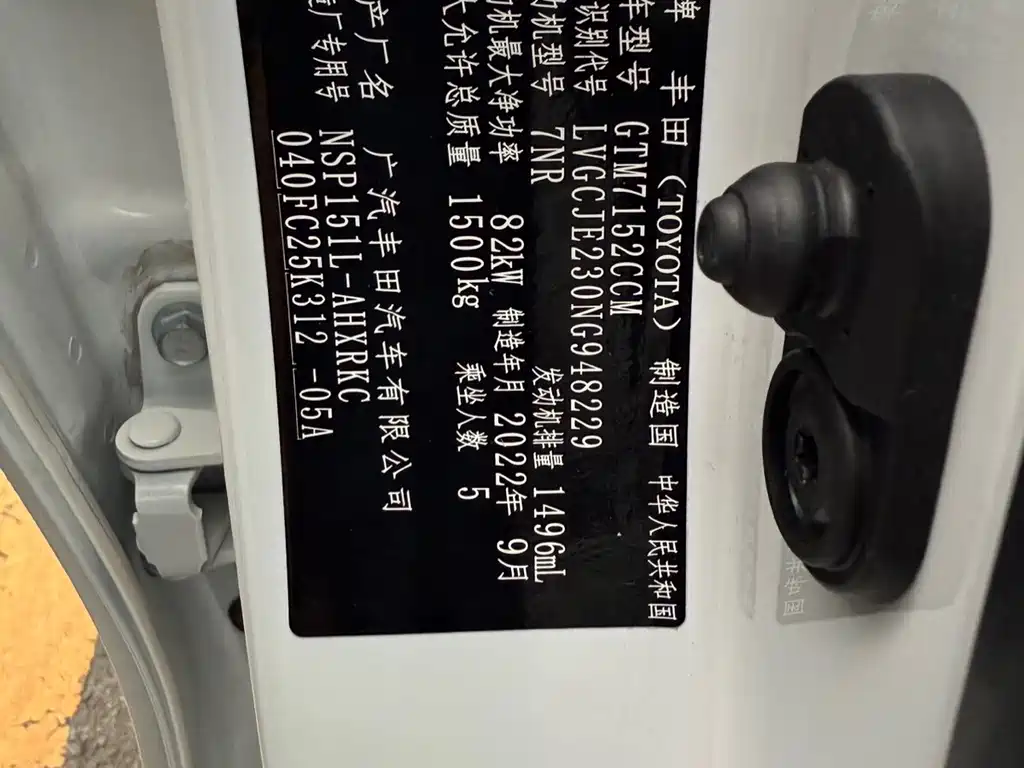 牌 丰田 (TOYOTA) 制造国 中华人民共和国
车型号 GTM7152CCM
识别代号 LVGCJE230NG948229
动机型号 7NR 发动机排量 1496mL
机最大净功率 82kW 制造年月 2022年 9月
允许总质量 1500kg 乘坐人数 5
产厂名 广汽丰田汽车有限公司
厂专用号 NSP151L-AHXRKC
040FC25K312 -05A
共和国